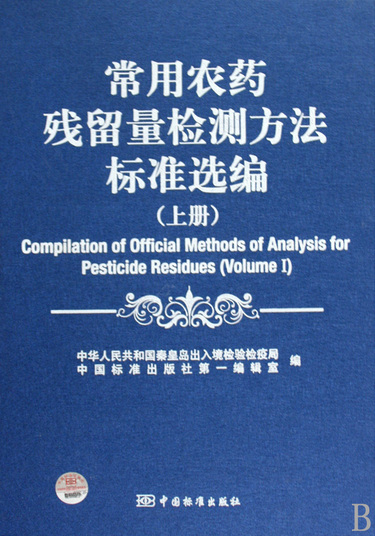 常用农药
残留量检测方法
标准选编
(上册)
Compilation of Official Methods of Analysis for
Pesticide Residues (Volume I)
中华人民共和国秦皇岛出入境检验检疫局
中国标准出版社第一编辑室 编
中国标准出版社
B